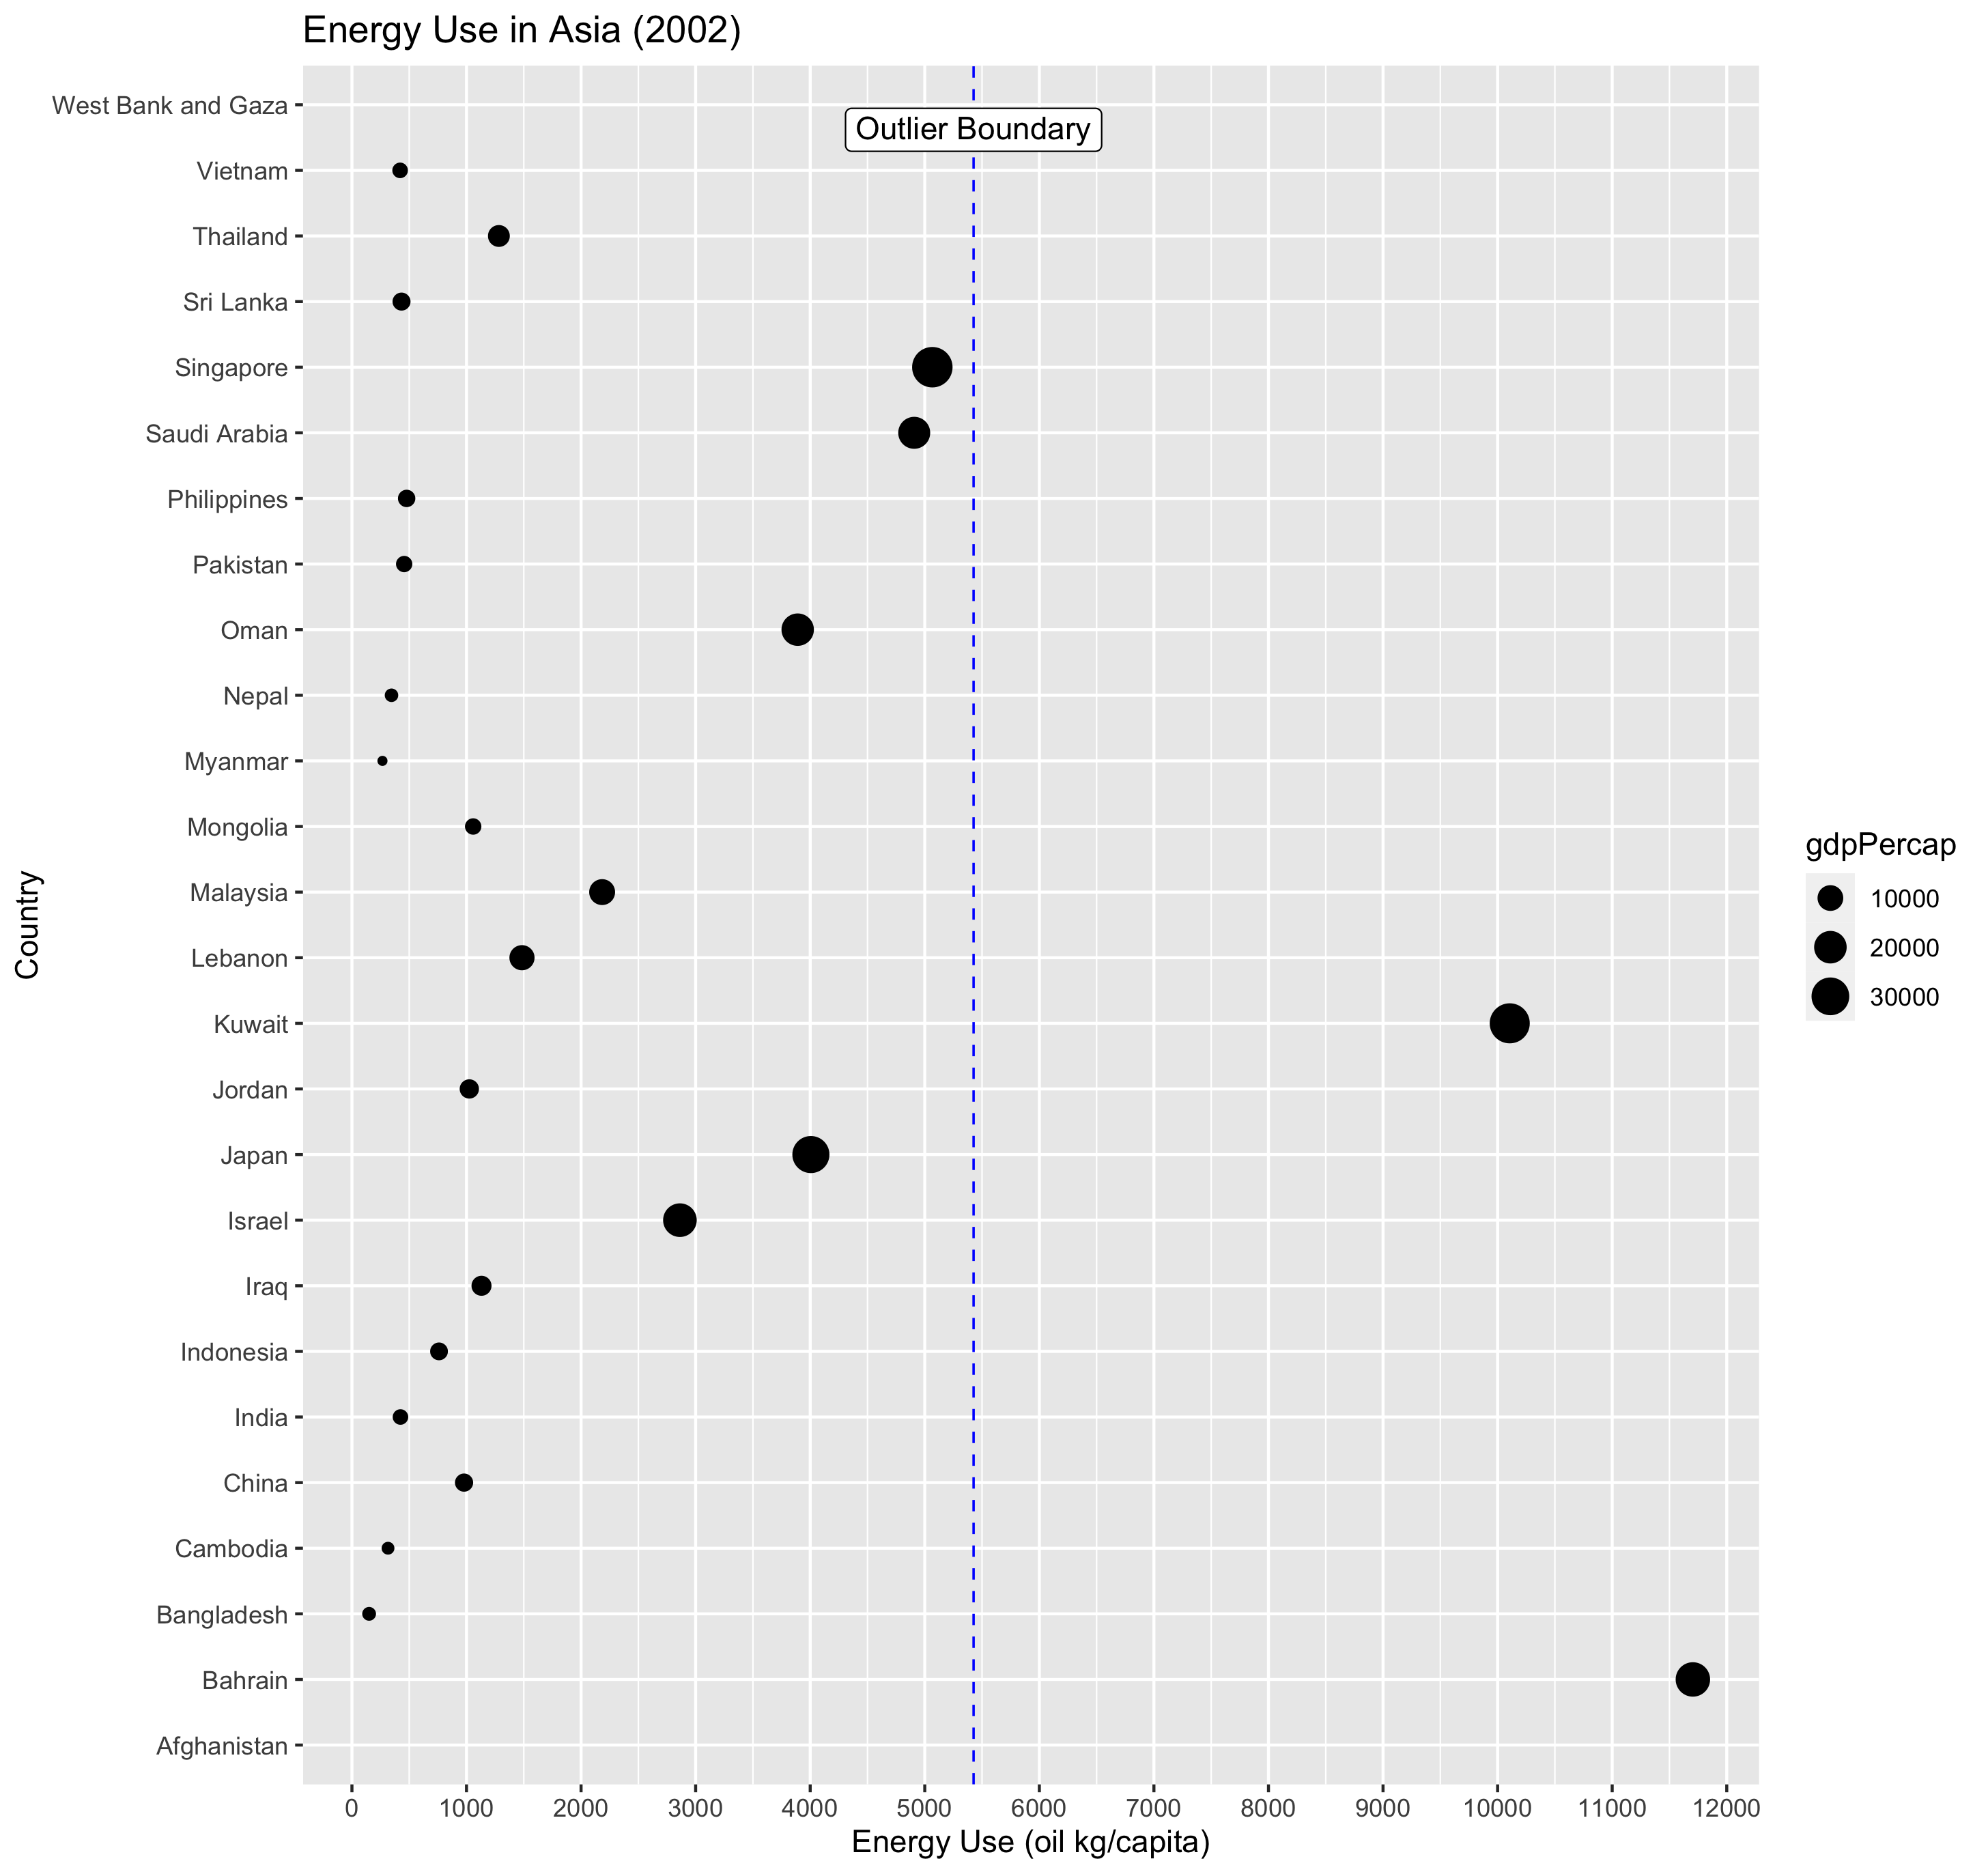 Energy Use in Asia (2002)
Outlier Boundary
West Bank and Gaza
Vietnam
Thailand
Sri Lanka
Singapore
Saudi Arabia
Philippines
Pakistan
Oman
Nepal
Myanmar
Mongolia
Malaysia
Lebanon
Kuwait
Jordan
Japan
Israel
Iraq
Indonesia
India
China
Cambodia
Bangladesh
Bahrain
Afghanistan
Country
0 1000 2000 3000 4000 5000 6000 7000 8000 9000 10000 11000 12000
Energy Use (oil kg/capita)
gdpPercap
10000
20000
30000